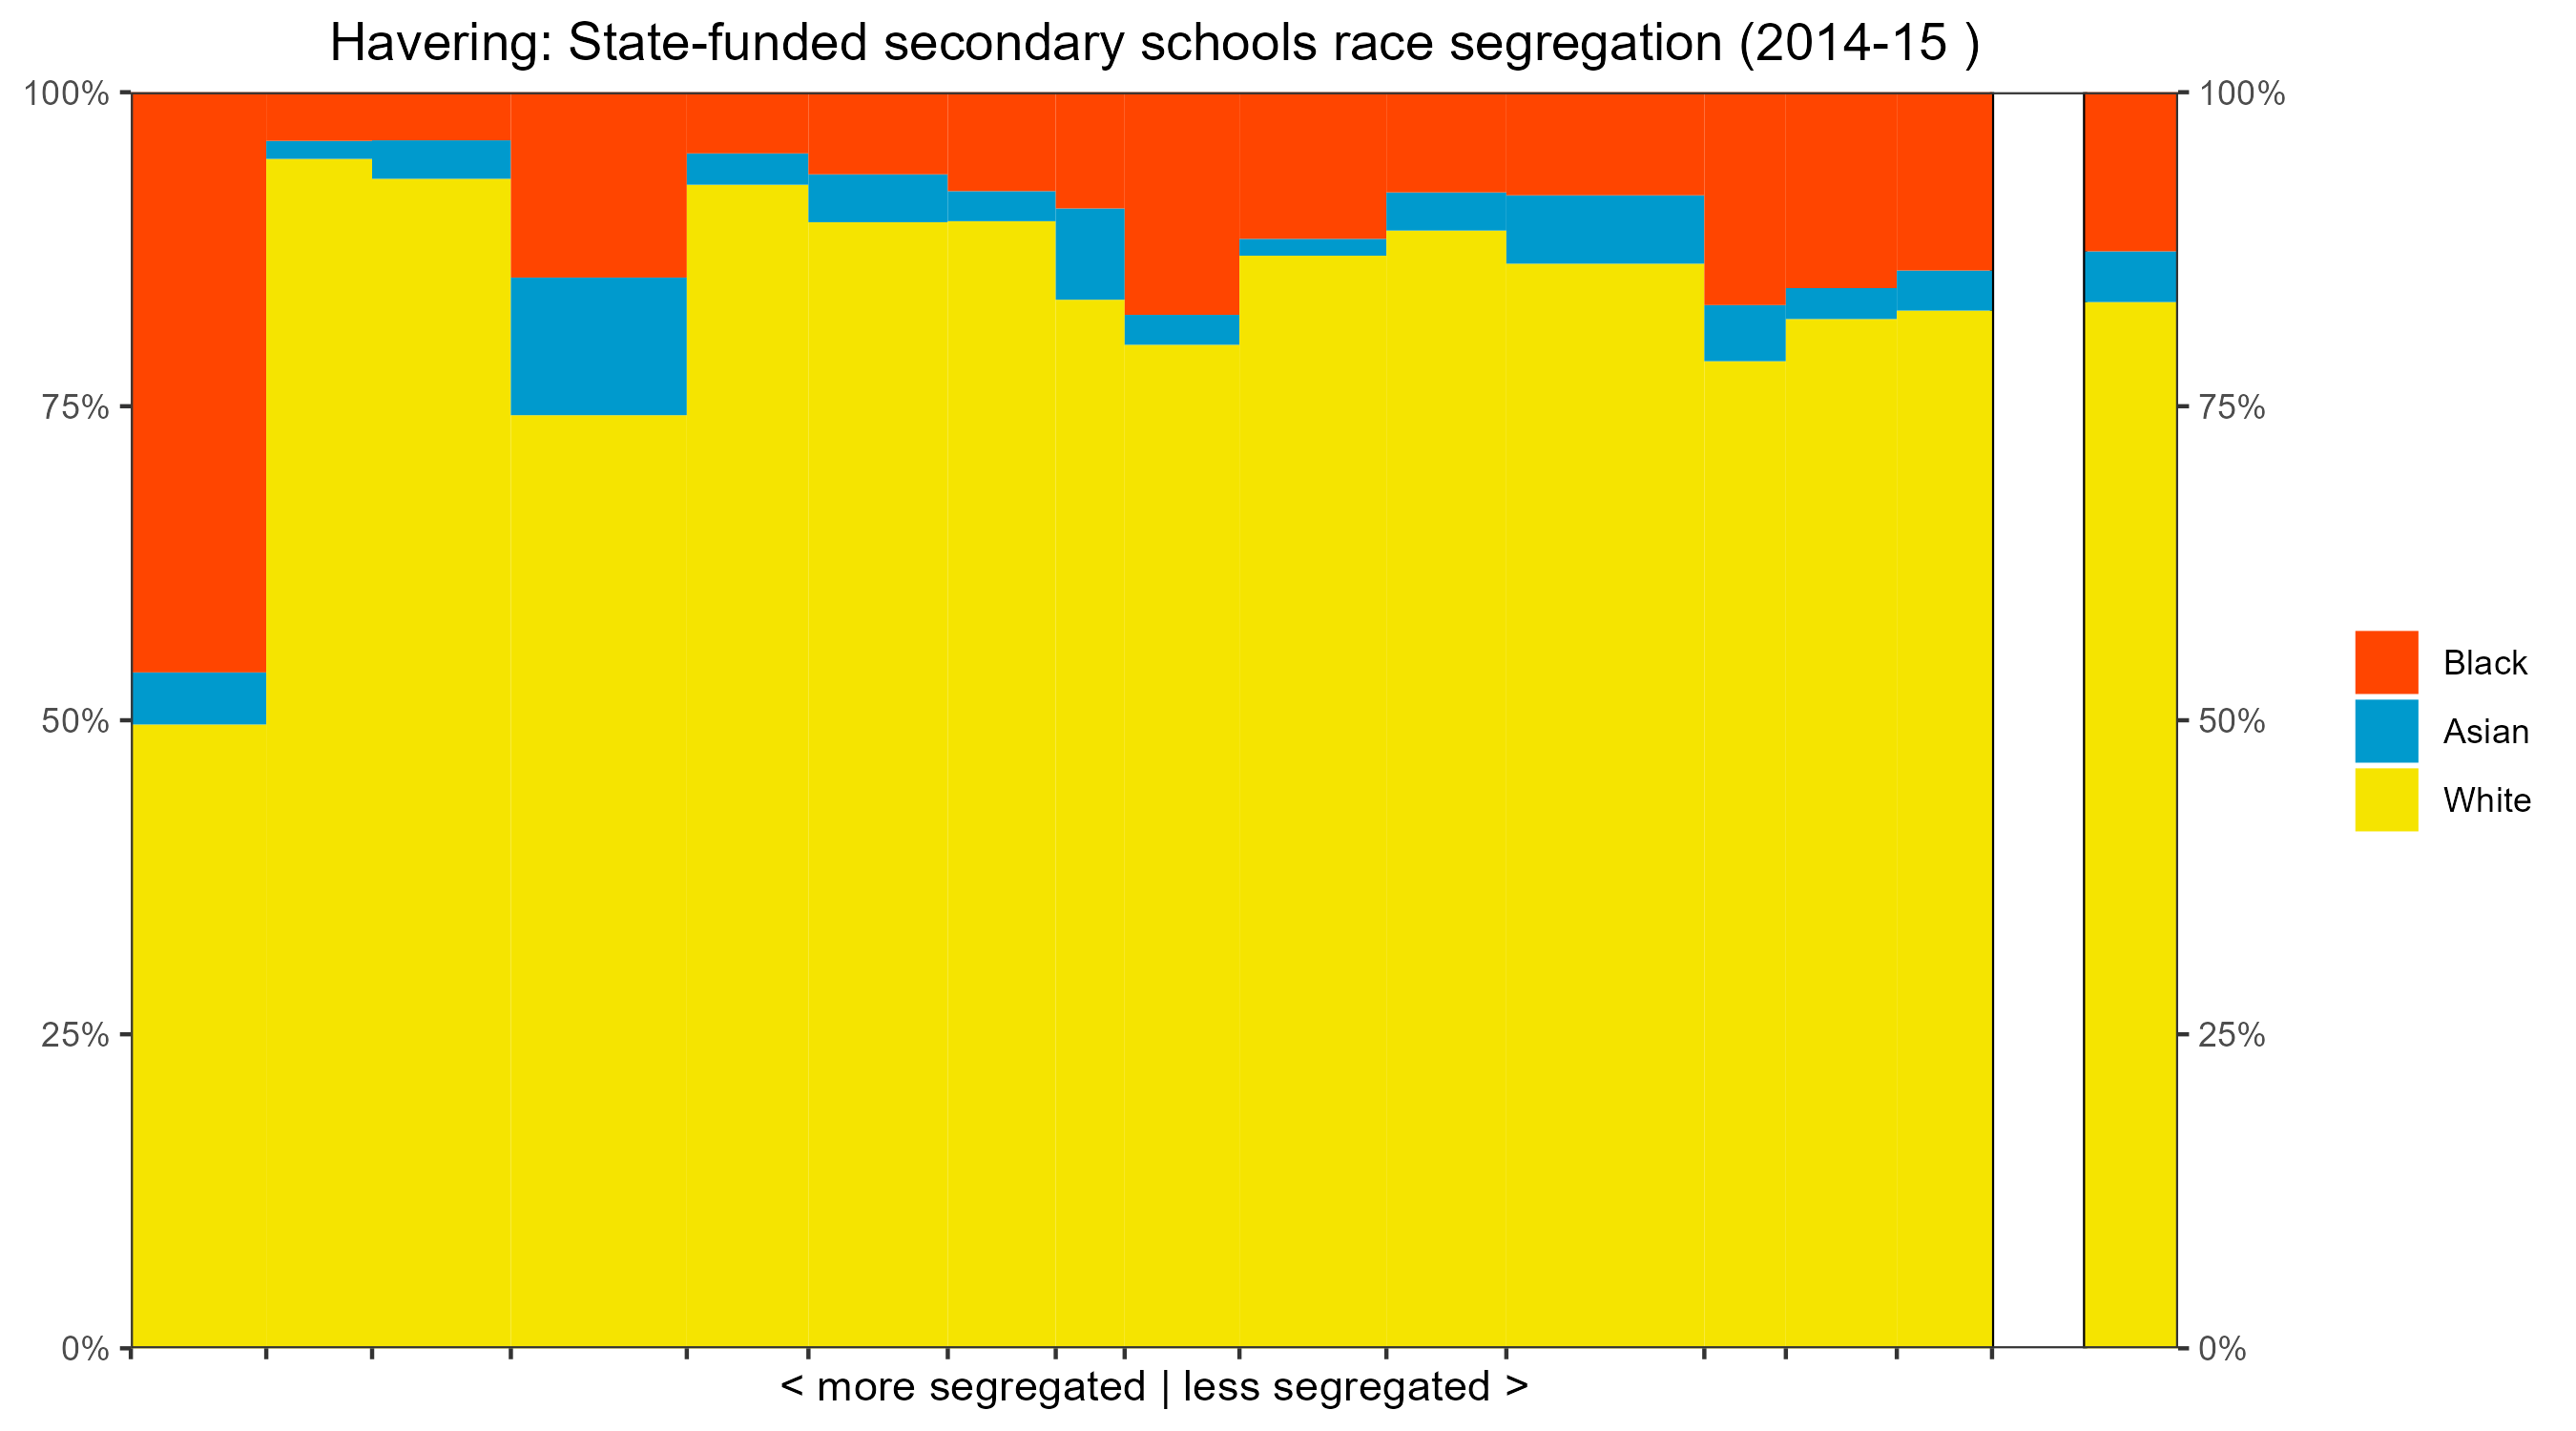 Havering: State-funded secondary schools race segregation (2014-15 )
100%
75%
50%
25%
0%
100%
75%
50%
25%
0%
Black
Asian
White
< more segregated | less segregated >